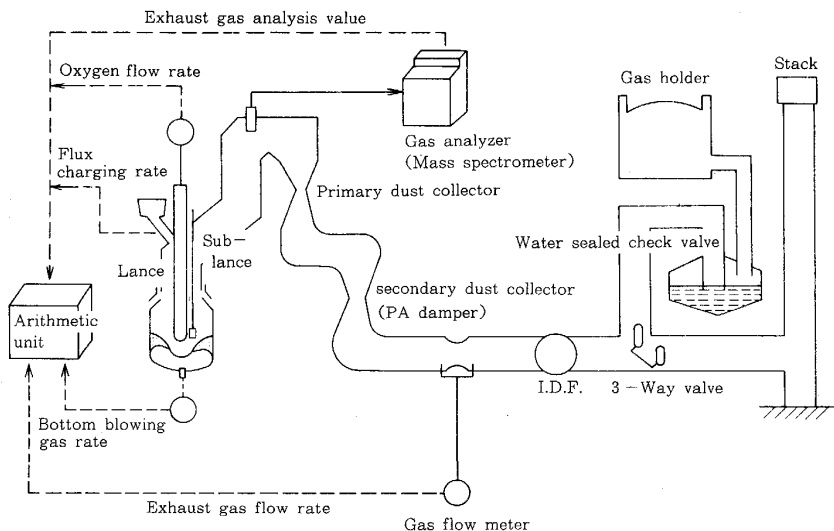 Exhaust gas analysis value
Oxygen flow rate
Flux
charging rate
Gas analyzer
(Mass spectrometer)
Gas holder
Stack
Primary dust collector
Sub-
lance
Lance
Water sealed check valve
secondary dust collector
(PA damper)
Arithmetic
unit
I.D.F.
3-Way valve
Bottom blowing
gas rate
Exhaust gas flow rate
Gas flow meter